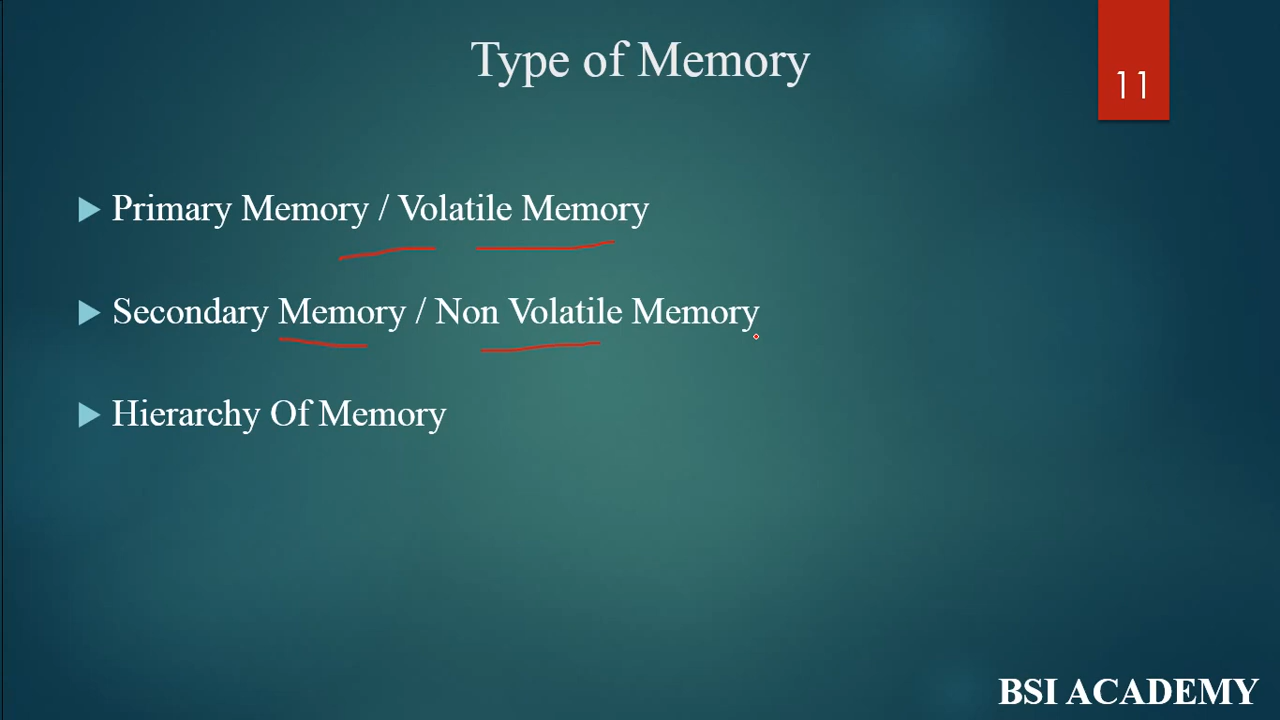 Type of Memory
11
Primary Memory / Volatile Memory
Secondary Memory / Non Volatile Memory
Hierarchy Of Memory
BSI ACADEMY